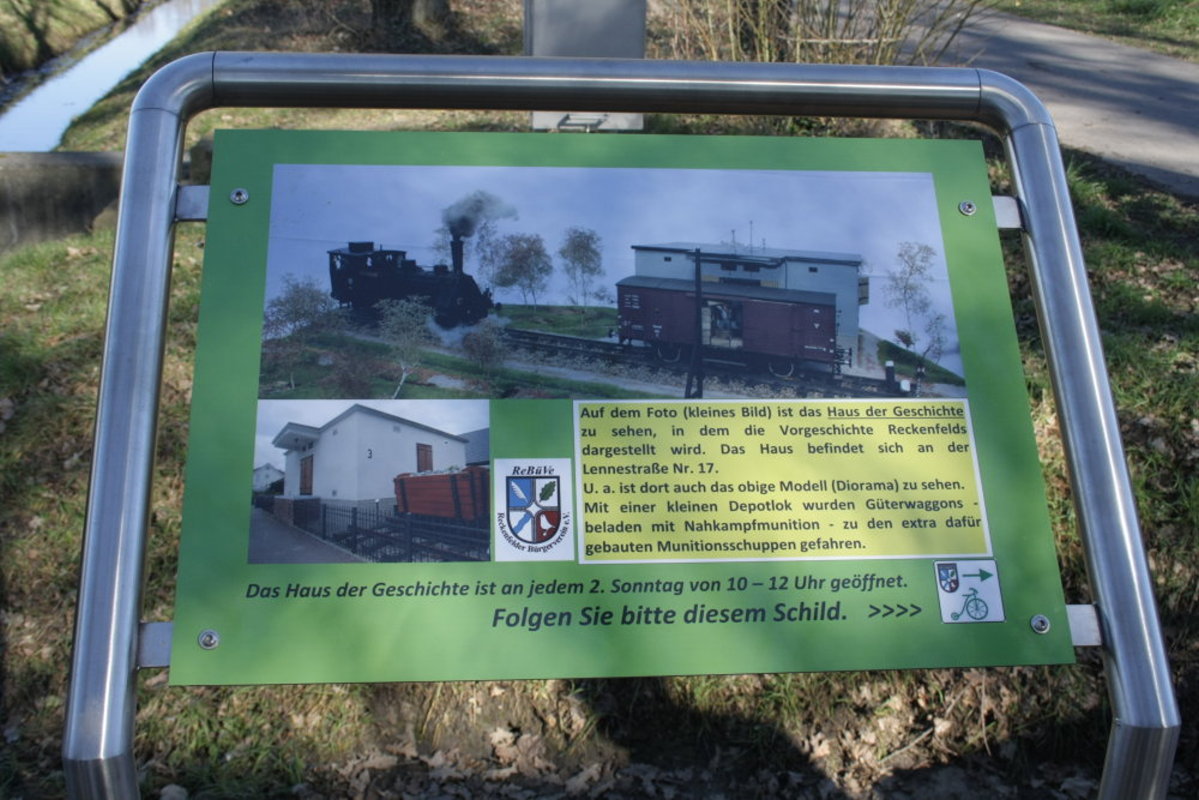 Auf dem Foto (kleines Bild) ist das Haus der Geschichte
zu sehen, in dem die Vorgeschichte Reckenfelds
dargestellt wird. Das Haus befindet sich an der
Lennestraße Nr. 17.
U. a. ist dort auch das obige Modell (Diorama) zu sehen.
Mit einer kleinen Depotlok wurden Güterwaggons -
beladen mit Nahkampfmunition - zu den extra dafür
gebauten Munitionsschuppen gefahren.
3
ReBüVe
Reckenfelder Bürgerverein e.V.
Das Haus der Geschichte ist an jedem 2. Sonntag von 10 – 12 Uhr geöffnet.
Folgen Sie bitte diesem Schild. >>>>